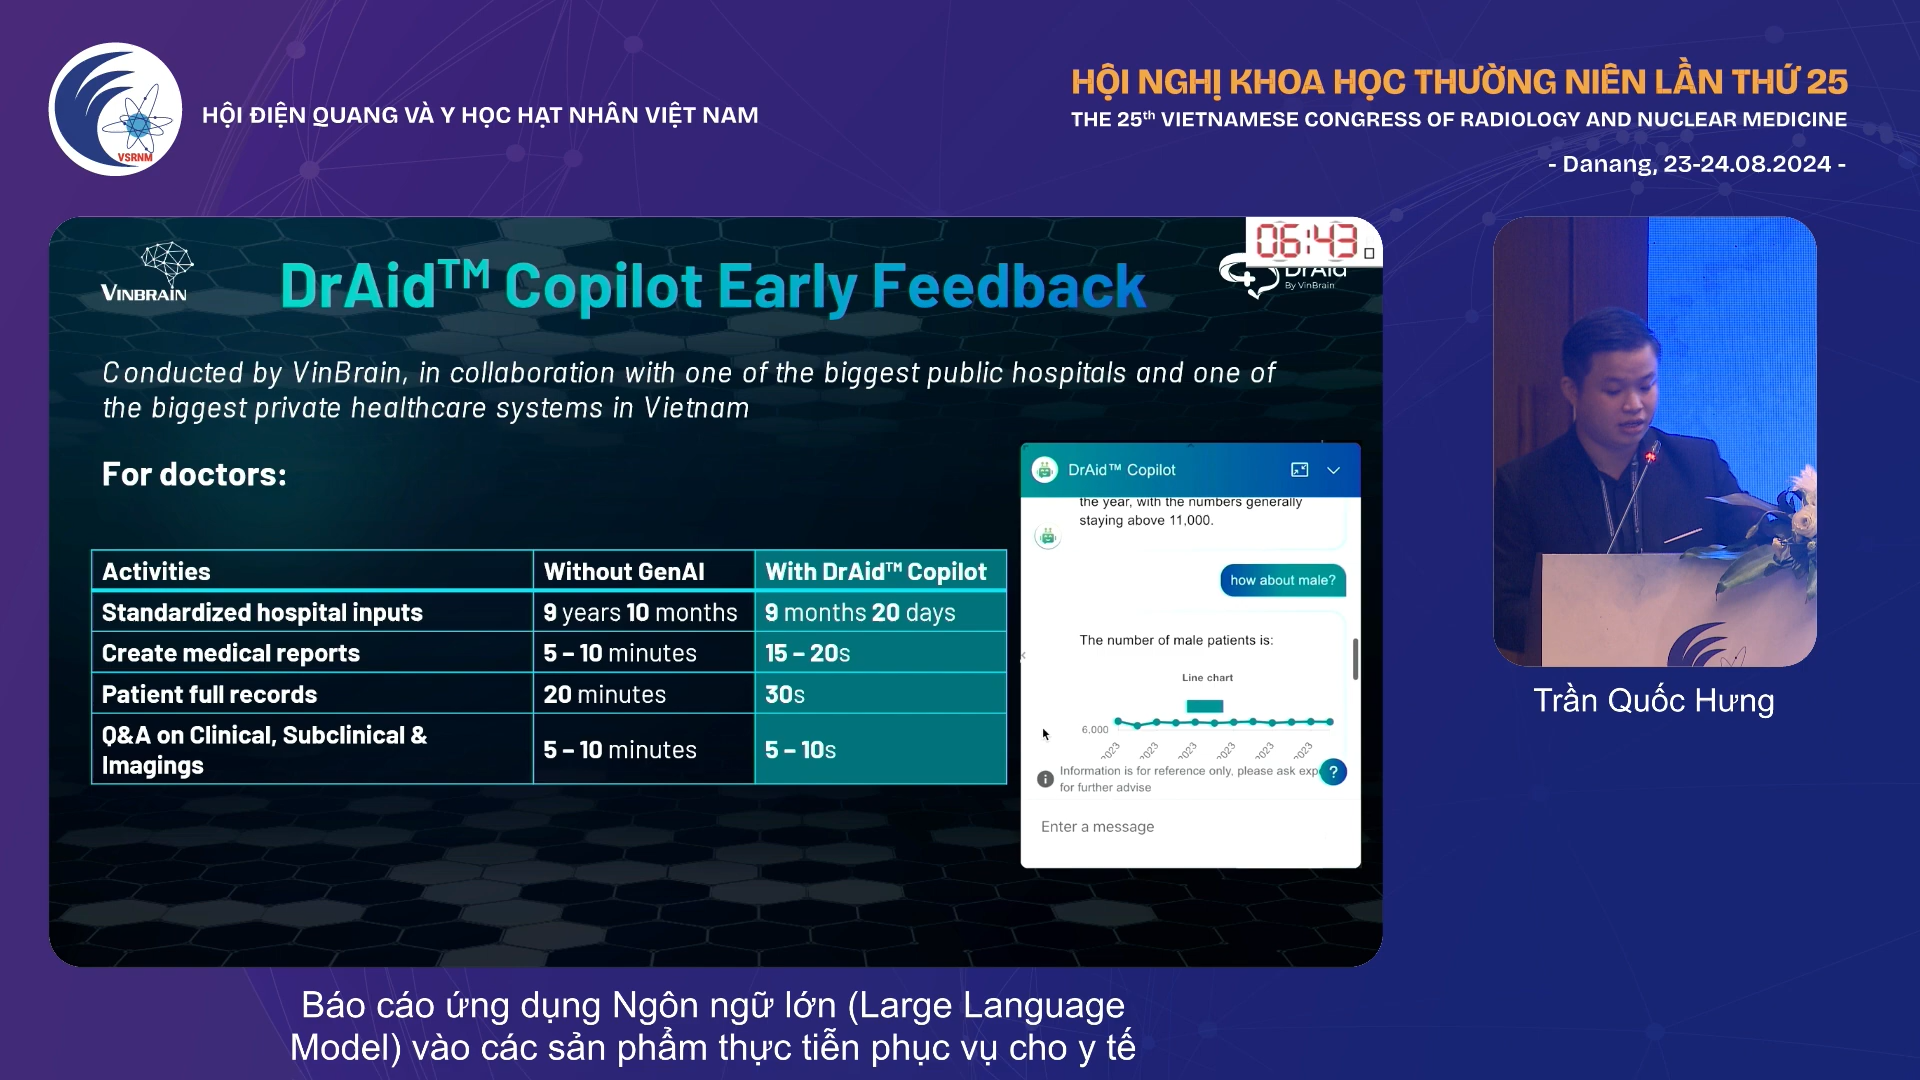 VSRNM
HỘI ĐIỆN QUANG VÀ Y HỌC HẠT NHÂN VIỆT NAM
HỘI NGHỊ KHOA HỌC THƯỜNG NIÊN LẦN THỨ 25
THE 25th VIETNAMESE CONGRESS OF RADIOLOGY AND NUCLEAR MEDICINE
- Danang, 23-24.08.2024 -
VINBRAIN
DrAid™ Copilot Early Feedback
06:43
DrAid
By VinBrain
Conducted by VinBrain, in collaboration with one of the biggest public hospitals and one of
the biggest private healthcare systems in Vietnam
For doctors:
Activities Without GenAI With DrAid™ Copilot
Standardized hospital inputs 9 years 10 months 9 months 20 days
Create medical reports 5 – 10 minutes 15 – 20s
Patient full records 20 minutes 30s
Q&A on Clinical, Subclinical &
Imagings 5 – 10 minutes 5 – 10s
DrAid™ Copilot
the year, with the numbers generally
staying above 11,000.
how about male?
The number of male patients is:
Line chart
6,000
2023 2023 2023 2023 2023 2023
Information is for reference only, please ask exp
for further advise
?
Enter a message
Trần Quốc Hưng
Báo cáo ứng dụng Ngôn ngữ lớn (Large Language
Model) vào các sản phẩm thực tiễn phục vụ cho y tế